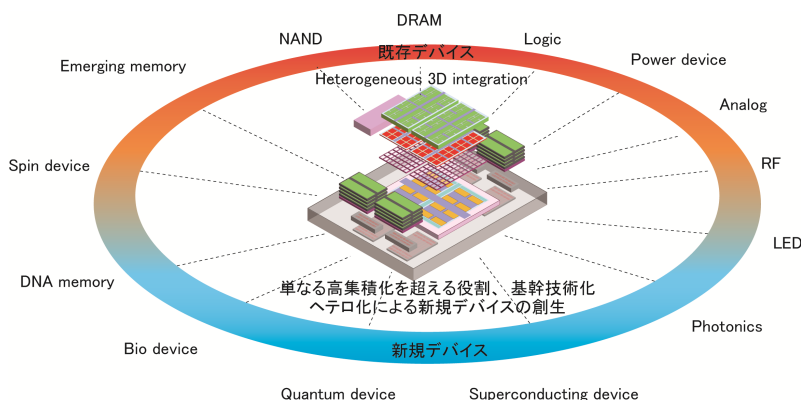 DRAM
NAND
Logic
既存デバイス
Emerging memory
Power device
Heterogeneous 3D integration
Analog
Spin device
RF
LED
DNA memory
単なる高集積化を超える役割、基幹技術化
ヘテロ化による新規デバイスの創生
Photonics
Bio device
新規デバイス
Quantum device
Superconducting device